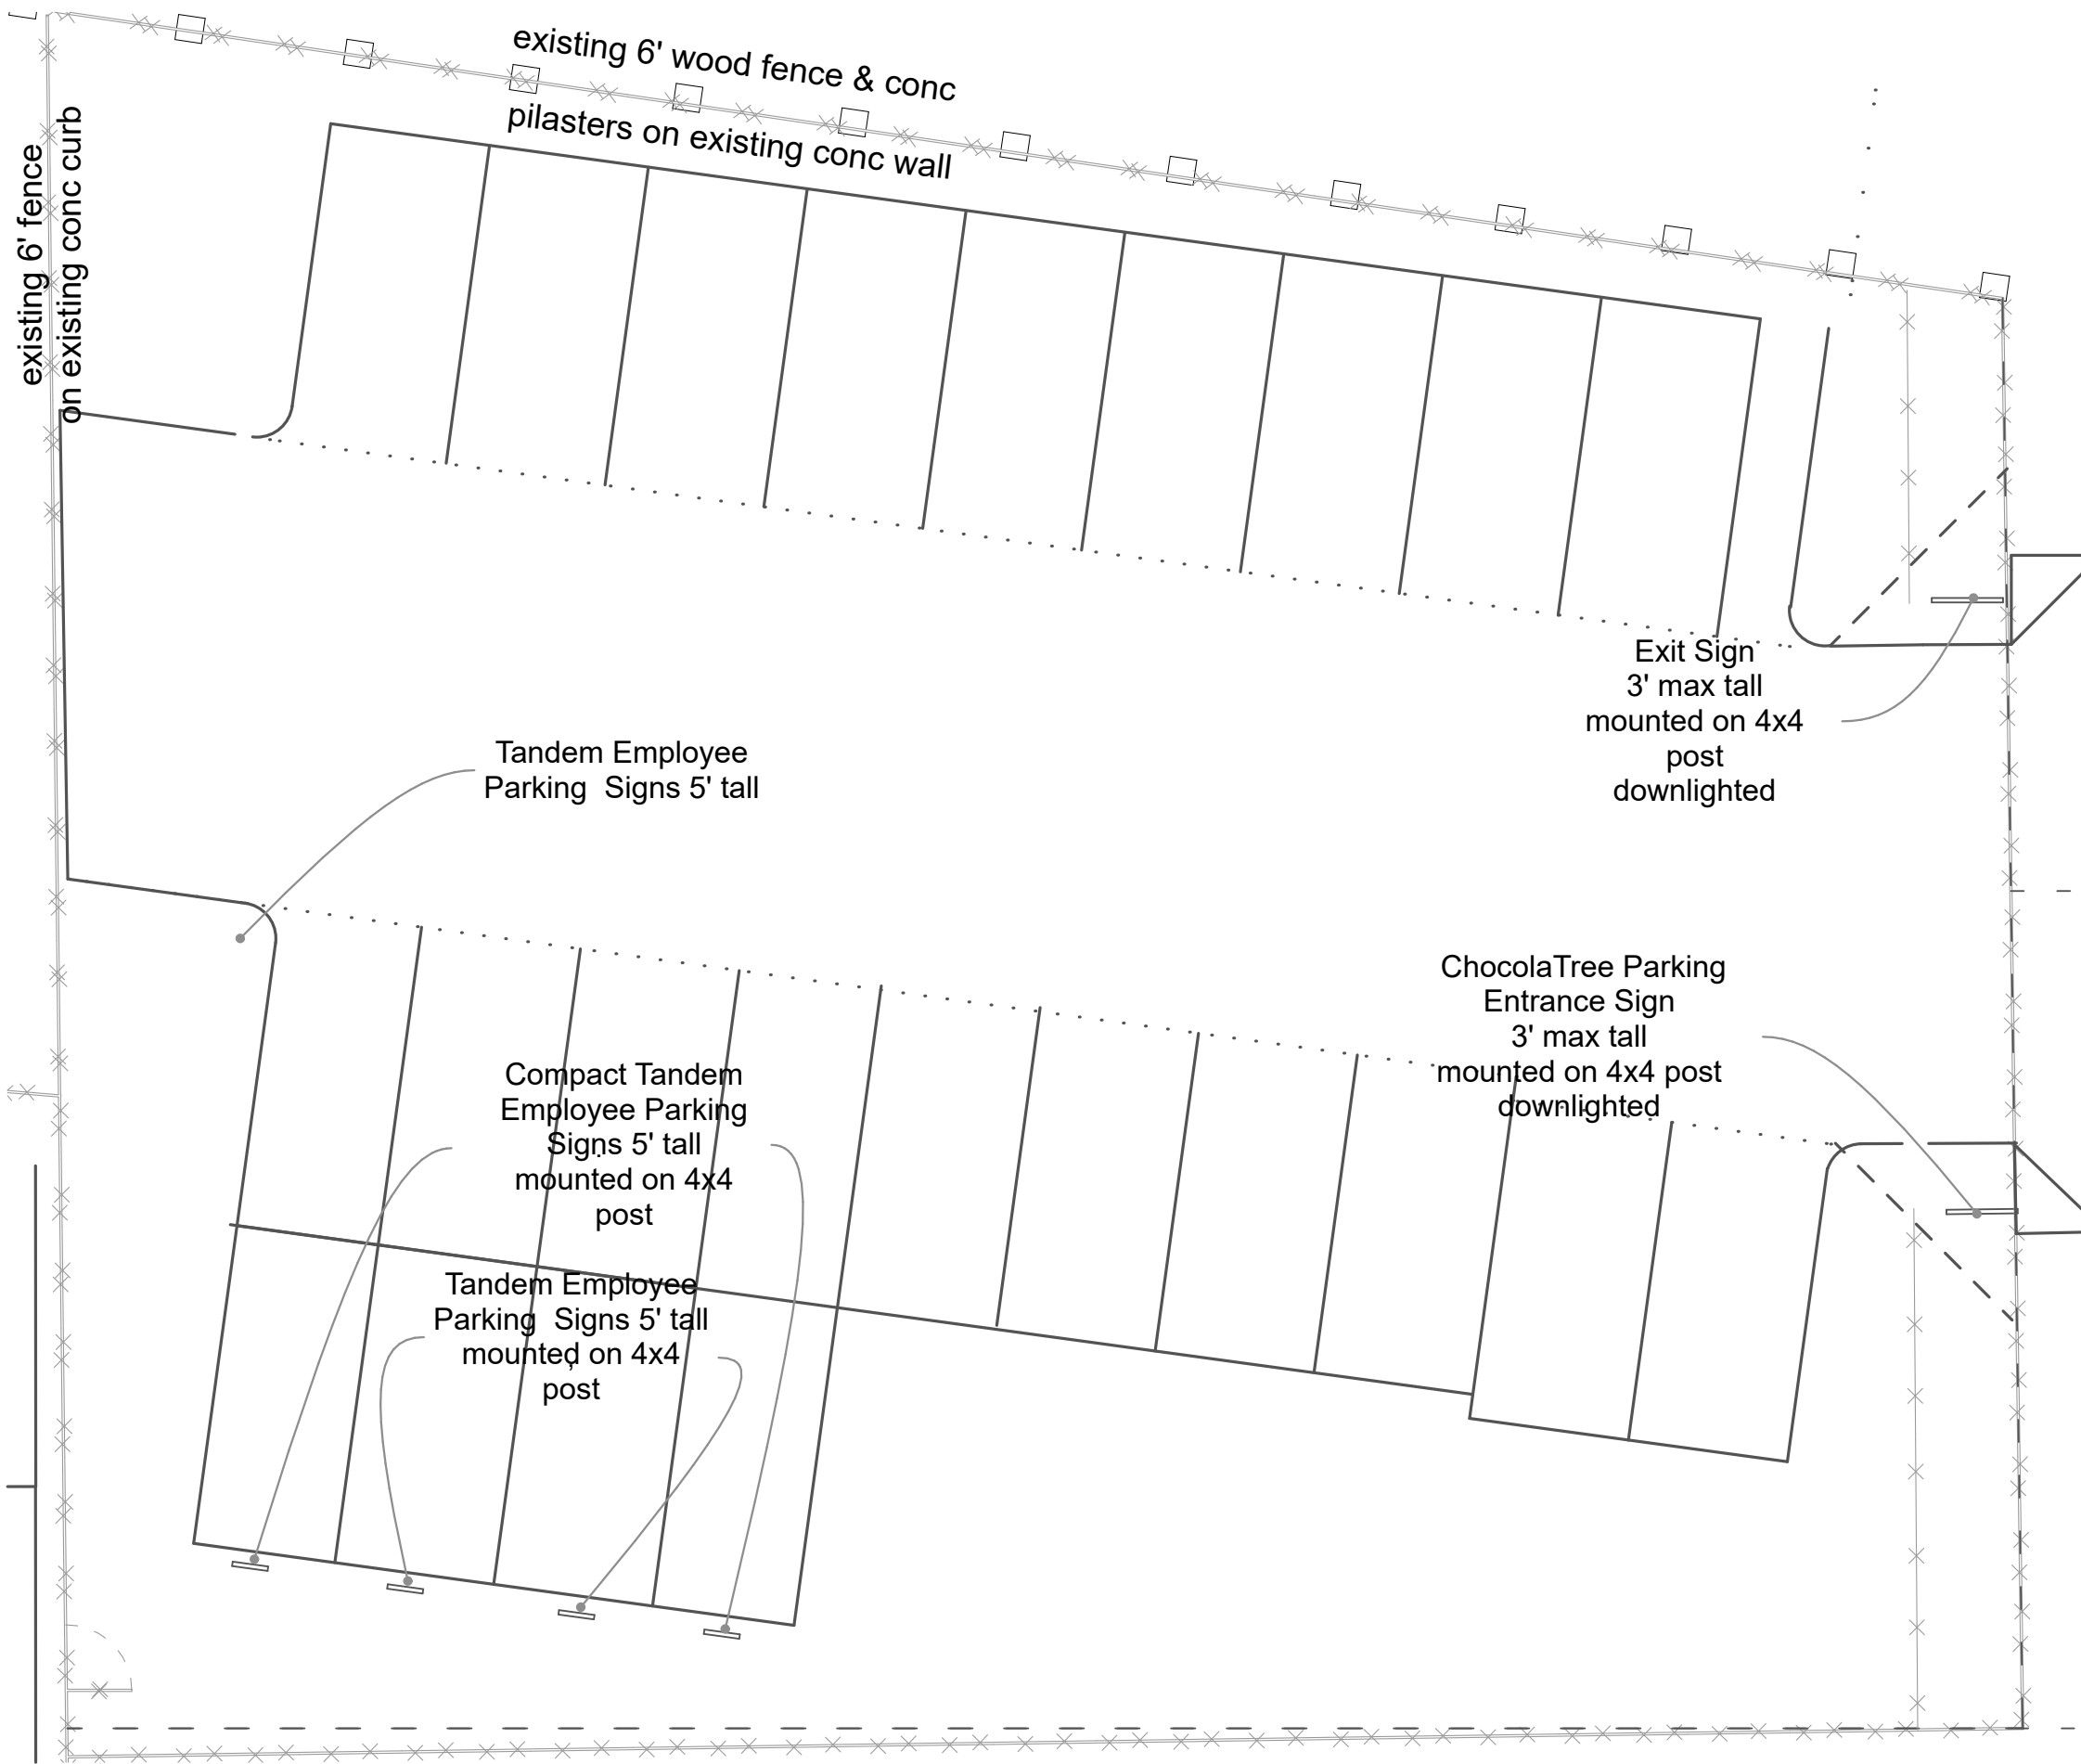 existing 6' wood fence & conc
pilasters on existing conc wall
existing 6' fence
on existing conc curb
Exit Sign
3' max tall
mounted on 4x4
post
downlighted
Tandem Employee
Parking  Signs 5' tall
ChocolaTree Parking
Entrance Sign
3' max tall
mounted on 4x4 post
downlighted
Compact Tandem
Employee Parking
Signs 5' tall
mounted on 4x4
post
Tandem Employee
Parking  Signs 5' tall
mounted on 4x4
post